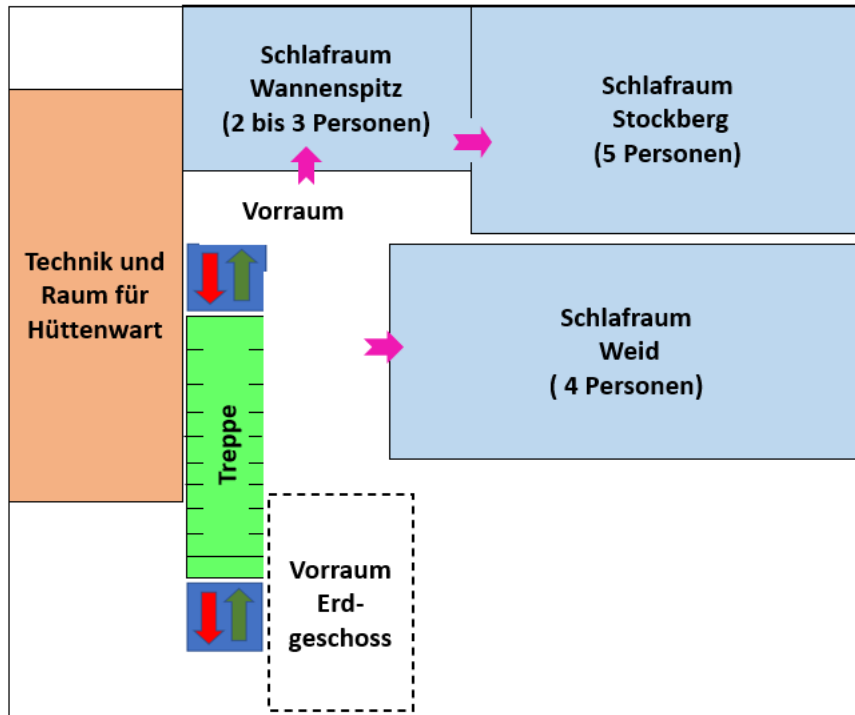 Schlafraum
Wannenspitz
(2 bis 3 Personen)
Schlafraum
Stockberg
(5 Personen)
Vorraum
Technik und
Raum für
Hüttenwart
Schlafraum
Weid
( 4 Personen)
Treppe
Vorraum
Erd-
geschoss